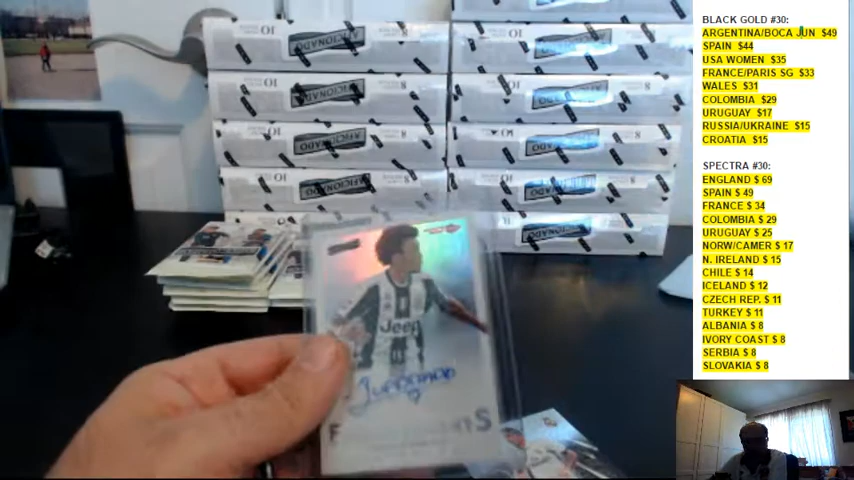 BLACK GOLD #30:
ARGENTINA/BOCA JUN $49
SPAIN $44
USA WOMEN $35
FRANCE/PARIS SG $33
WALES $31
COLOMBIA $29
URUGUAY $17
RUSSIA/UKRAINE $15
CROATIA $15
SPECTRA #30:
ENGLAND $ 69
SPAIN $ 49
FRANCE $ 34
COLOMBIA $ 29
URUGUAY $ 25
NORW/CAMER $ 17
N. IRELAND $ 15
CHILE $ 14
ICELAND $ 12
CZECH REP. $ 11
TURKEY $ 11
ALBANIA $ 8
IVORY COAST $ 8
SERBIA $ 8
SLOVAKIA $ 8
AFICIONADO
AFICIONADO
AFICIONADO
AFICIONADO
AFICIONADO
AFICIONADO
AFICIONADO
AFICIONADO
Jeep